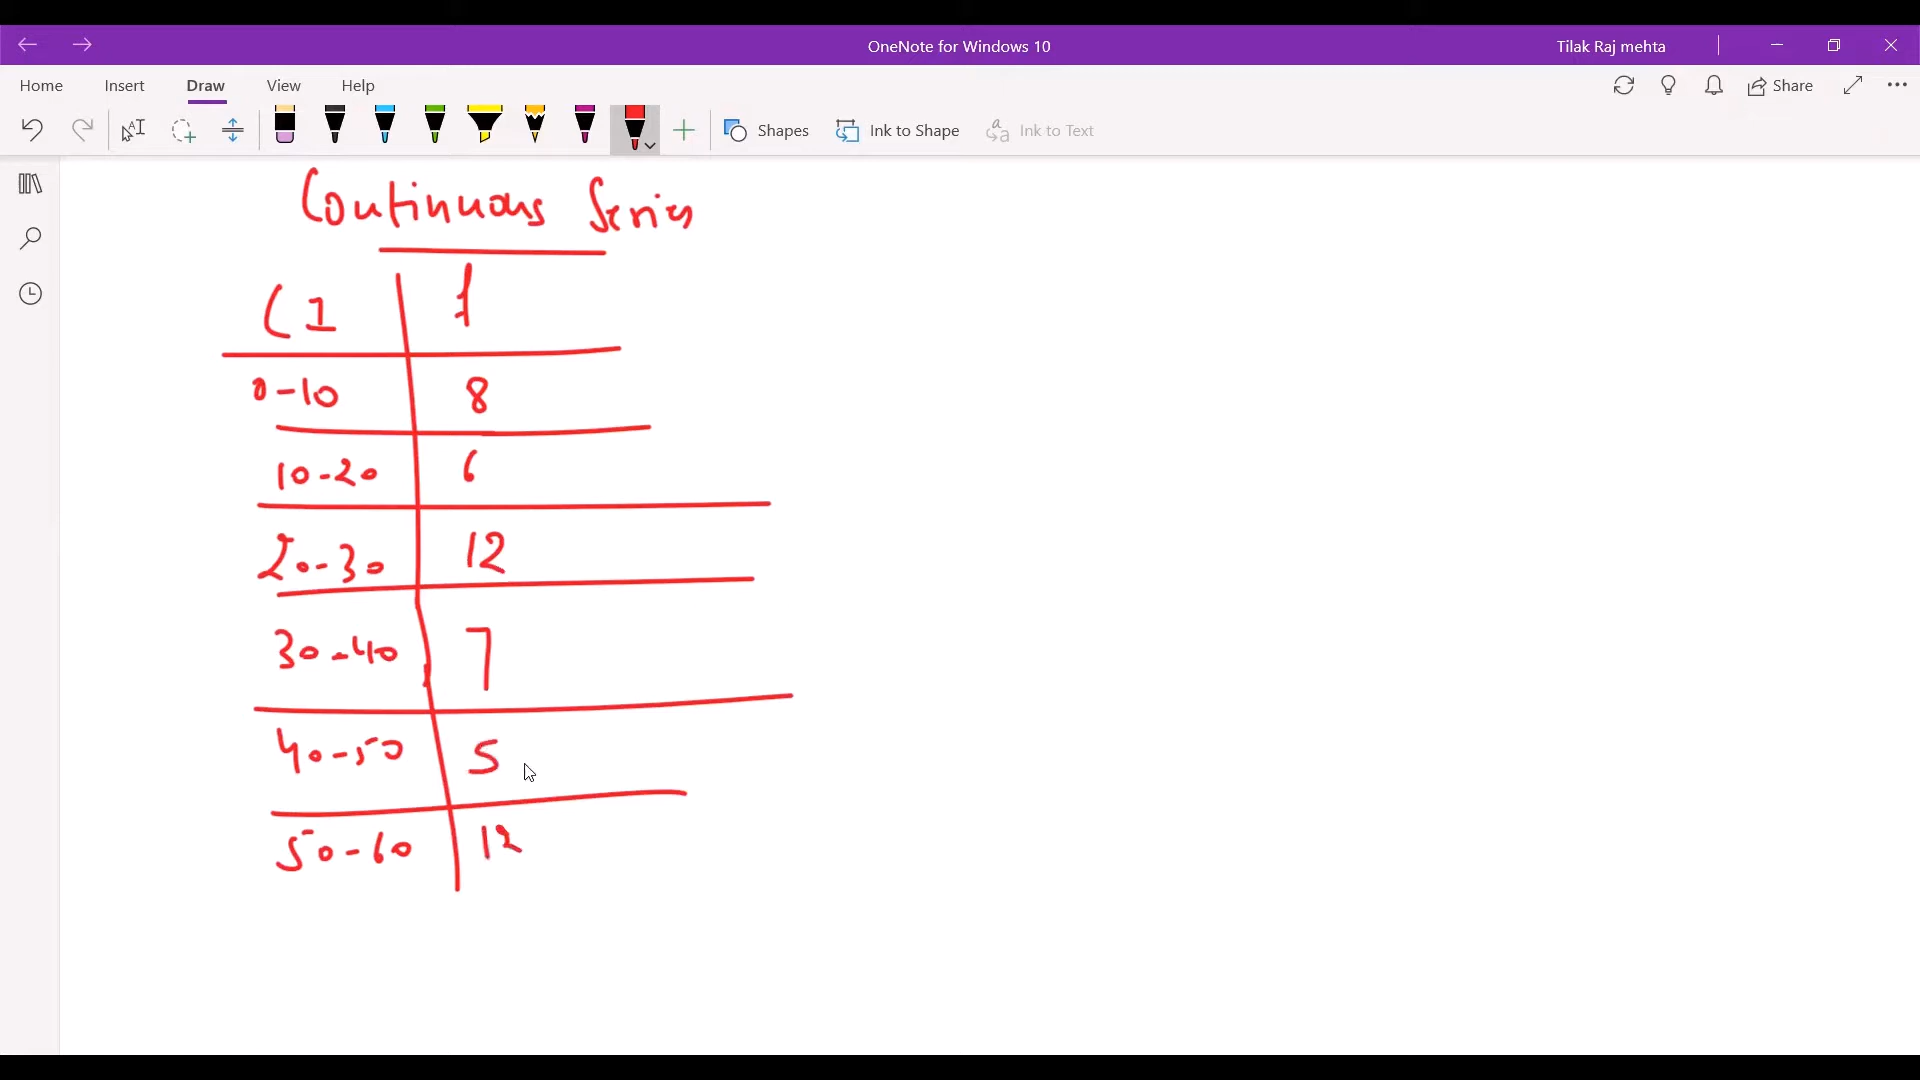 OneNote for Windows 10
Tilak Raj mehta
Home Insert Draw View Help
Share
Shapes Ink to Shape Ink to Text
Continuous Series
CI f
0-10 8
10-20 6
20-30 12
30-40 7
40-50 5
50-60 12